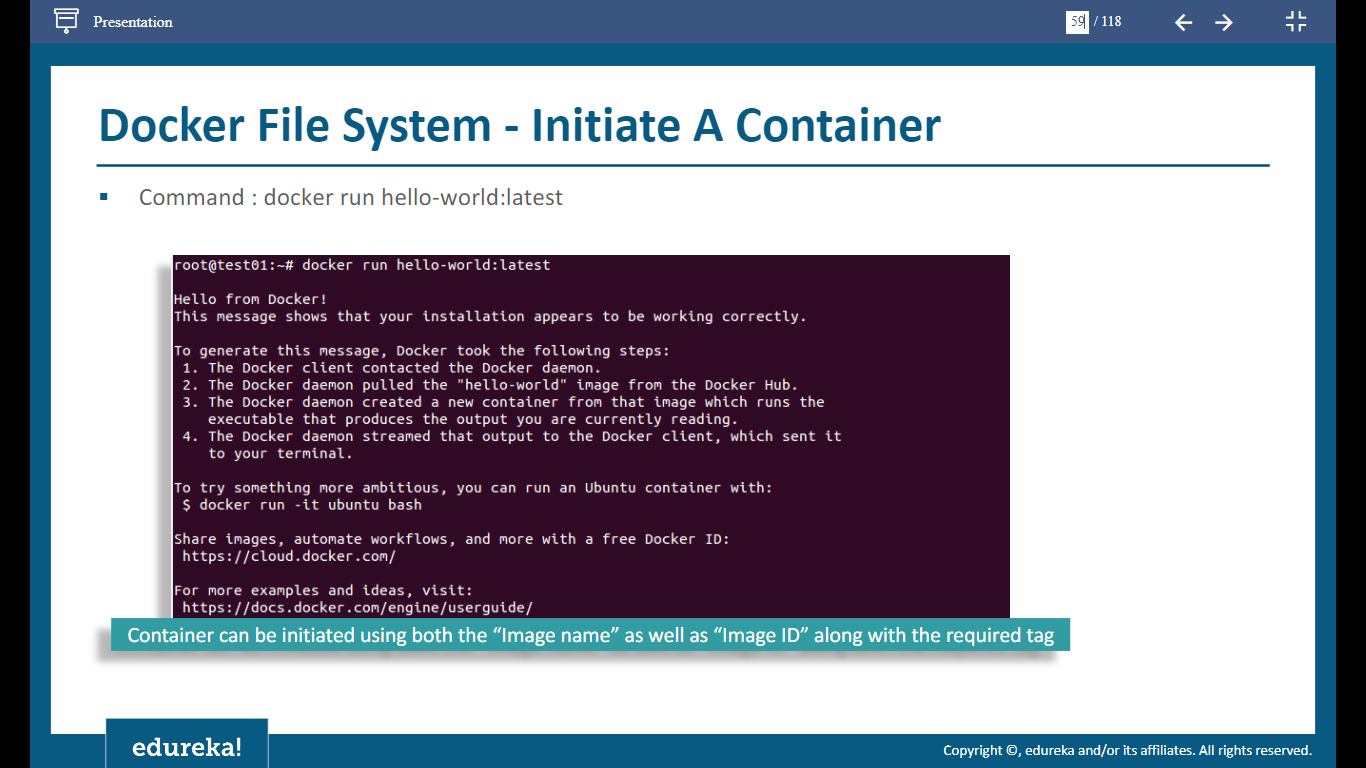 Presentation
59 / 118
Docker File System - Initiate A Container
▪ Command : docker run hello-world:latest
root@test01:~# docker run hello-world:latest
Hello from Docker!
This message shows that your installation appears to be working correctly.
To generate this message, Docker took the following steps:
1. The Docker client contacted the Docker daemon.
2. The Docker daemon pulled the "hello-world" image from the Docker Hub.
3. The Docker daemon created a new container from that image which runs the
executable that produces the output you are currently reading.
4. The Docker daemon streamed that output to the Docker client, which sent it
to your terminal.
To try something more ambitious, you can run an Ubuntu container with:
$ docker run -it ubuntu bash
Share images, automate workflows, and more with a free Docker ID:
https://cloud.docker.com/
For more examples and ideas, visit:
https://docs.docker.com/engine/userguide/
Container can be initiated using both the “Image name” as well as “Image ID” along with the required tag
edureka!
Copyright ©, edureka and/or its affiliates. All rights reserved.